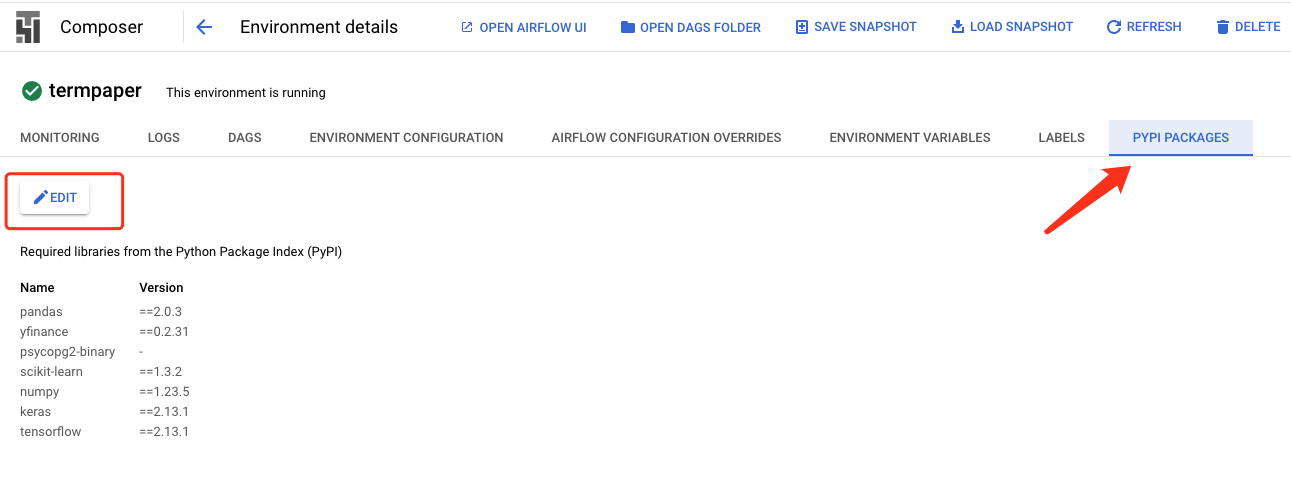 Composer Environment details OPEN AIRFLOW UI OPEN DAGS FOLDER SAVE SNAPSHOT LOAD SNAPSHOT REFRESH DELETE
termpaper This environment is running
MONITORING LOGS DAGS ENVIRONMENT CONFIGURATION AIRFLOW CONFIGURATION OVERRIDES ENVIRONMENT VARIABLES LABELS PYPI PACKAGES
EDIT
Required libraries from the Python Package Index (PyPI)
Name Version
pandas ==2.0.3
yfinance ==0.2.31
psycopg2-binary -
scikit-learn ==1.3.2
numpy ==1.23.5
keras ==2.13.1
tensorflow ==2.13.1